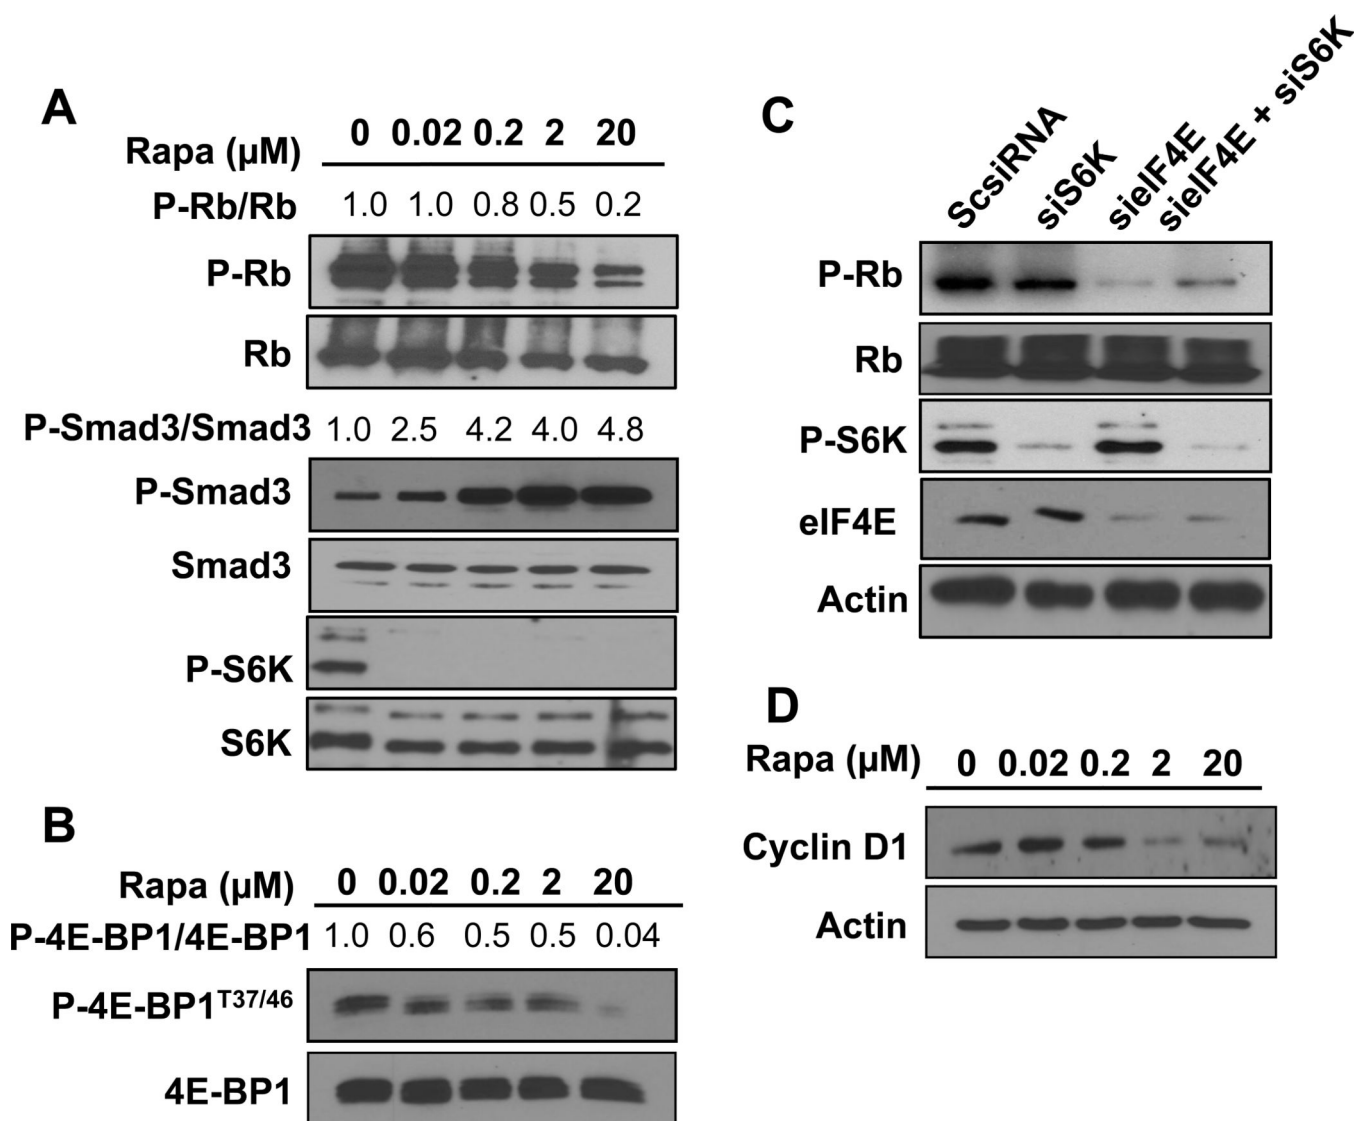 A
Rapa (µM) 0 0.02 0.2 2 20
P-Rb/Rb 1.0 1.0 0.8 0.5 0.2
P-Rb
Rb
P-Smad3/Smad3 1.0 2.5 4.2 4.0 4.8
P-Smad3
Smad3
P-S6K
S6K
B
Rapa (µM) 0 0.02 0.2 2 20
P-4E-BP1/4E-BP1 1.0 0.6 0.5 0.5 0.04
P-4E-BP1T37/46
4E-BP1
C
ScsiRNA
siS6K
sieIF4E
sieIF4E + siS6K
P-Rb
Rb
P-S6K
eIF4E
Actin
D
Rapa (µM) 0 0.02 0.2 2 20
Cyclin D1
Actin